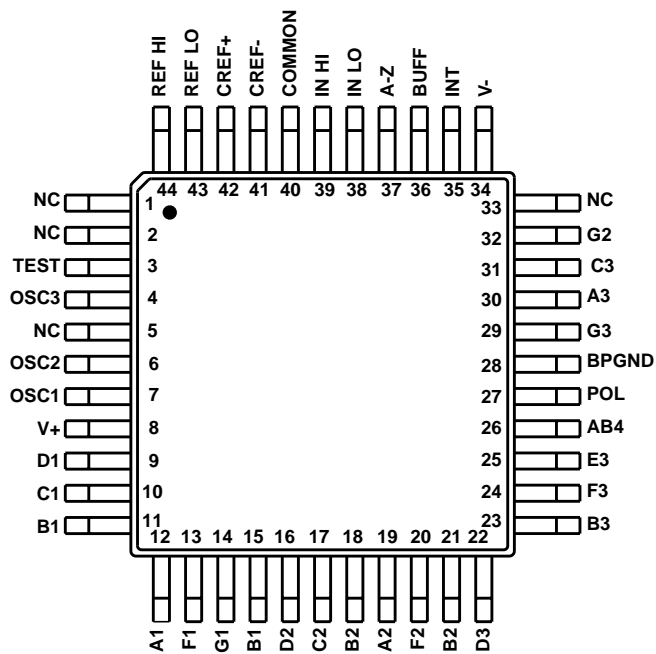 REF HI
REF LO
CREF+
CREF-
COMMON
IN HI
IN LO
A-Z
BUFF
INT
V-
44 43 42 41 40 39 38 37 36 35 34
NC 1 33 NC
NC 2 32 G2
TEST 3 31 C3
OSC3 4 30 A3
NC 5 29 G3
OSC2 6 28 BPGND
OSC1 7 27 POL
V+ 8 26 AB4
D1 9 25 E3
C1 10 24 F3
B1 11 23 B3
12 13 14 15 16 17 18 19 20 21 22
A1
F1
G1
B1
D2
C2
B2
A2
F2
B2
D3